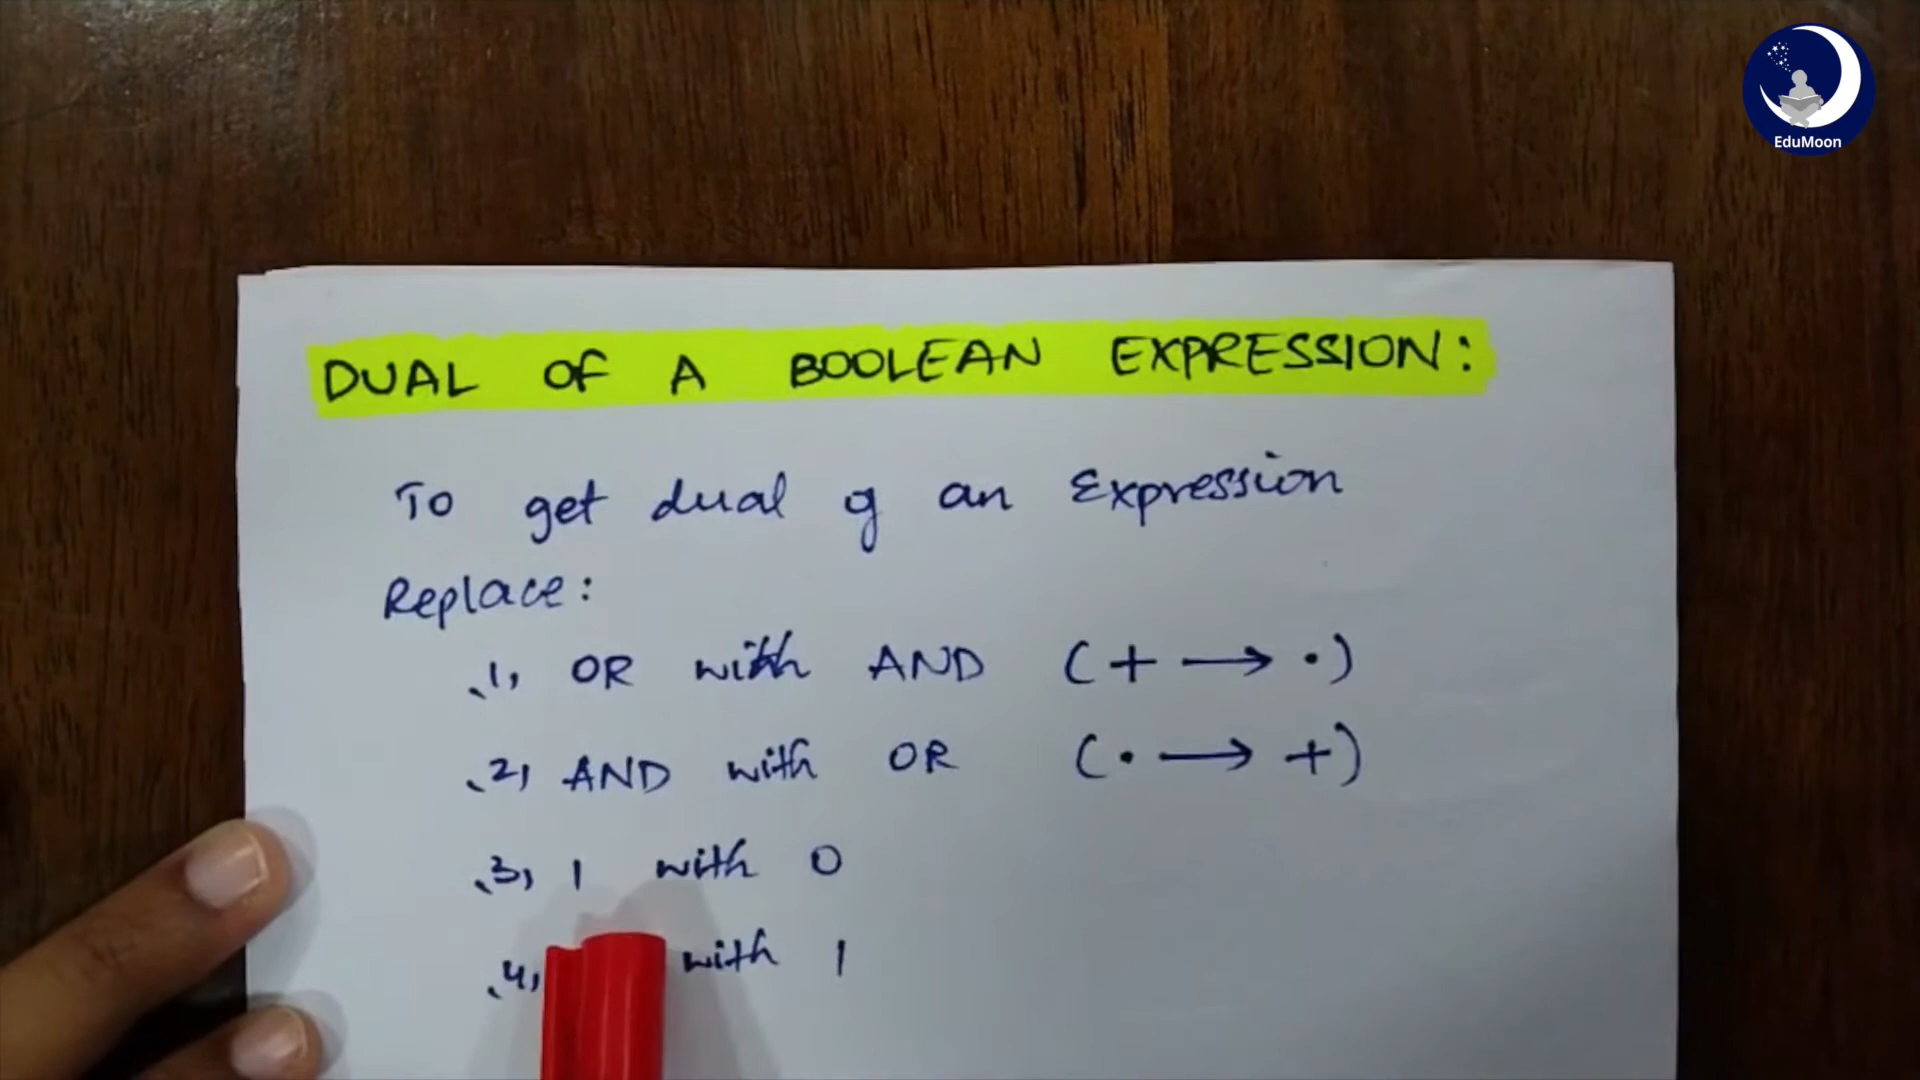 EduMoon
DUAL OF A BOOLEAN EXPRESSION:
To get dual of an Expression
Replace:
1, OR with AND (+ → ·)
2, AND with OR (· → +)
3, 1 with 0
4, with 1